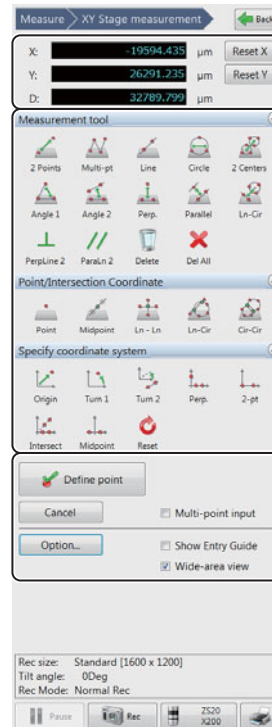 Measure XY Stage measurement Back
X: -19594.435 µm Reset X
Y: 26291.235 µm Reset Y
D: 32789.799 µm
Measurement tool
2 Points Multi-pt Line Circle 2 Centers
Angle 1 Angle 2 Perp. Parallel Ln-Cir
PerpLine 2 ParaLn 2 Delete Del All
Point/Intersection Coordinate
Point Midpoint Ln - Ln Ln-Cir Cir-Cir
Specify coordinate system
Origin Turn 1 Turn 2 Perp. 2-pt
Intersect Midpoint Reset
Define point
Cancel Multi-point input
Option... Show Entry Guide
Wide-area view
Rec size: Standard [1600 x 1200]
Tilt angle: 0Deg
Rec Mode: Normal Rec
Pause Rec ZS20
X200